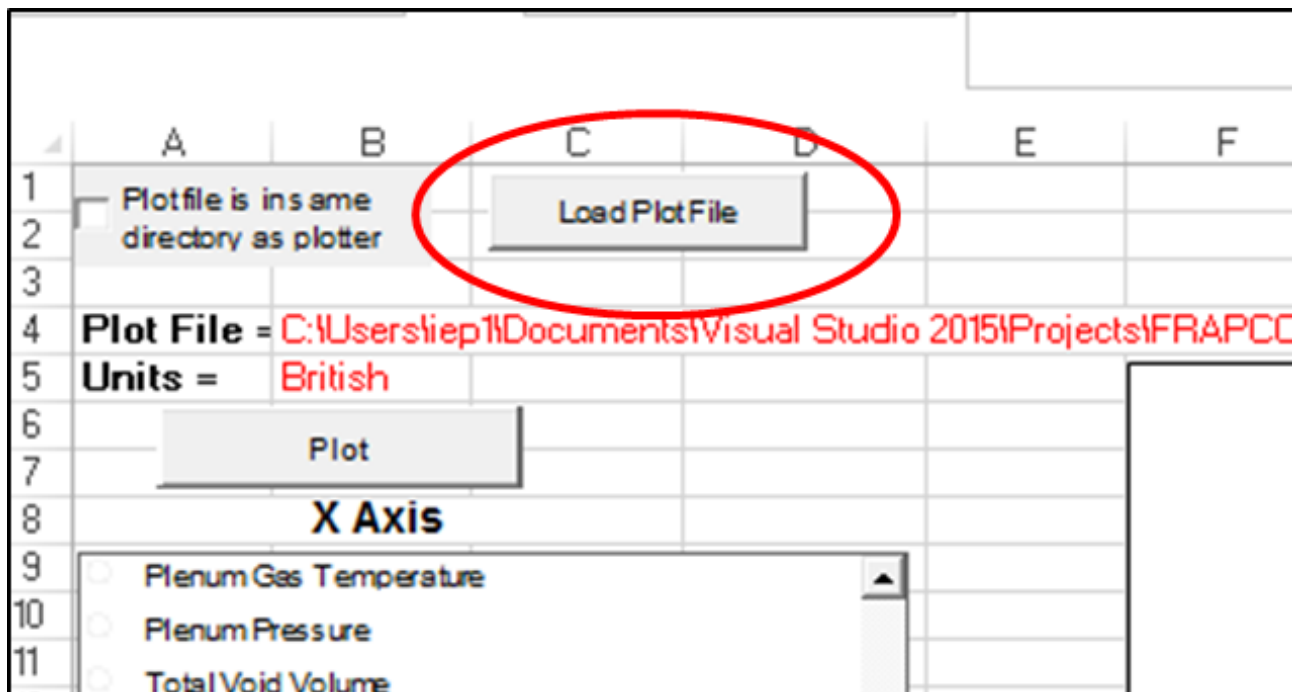 A B C D E F
1 Plotfile is in same Load Plot File
2 directory as plotter
3
4 Plot File = C:\Users\iep1\Documents\Visual Studio 2015\Projects\FRAPCO
5 Units = British
6
Plot
7
8 X Axis
9 Plenum Gas Temperature
10 Plenum Pressure
11 Total Void Volume